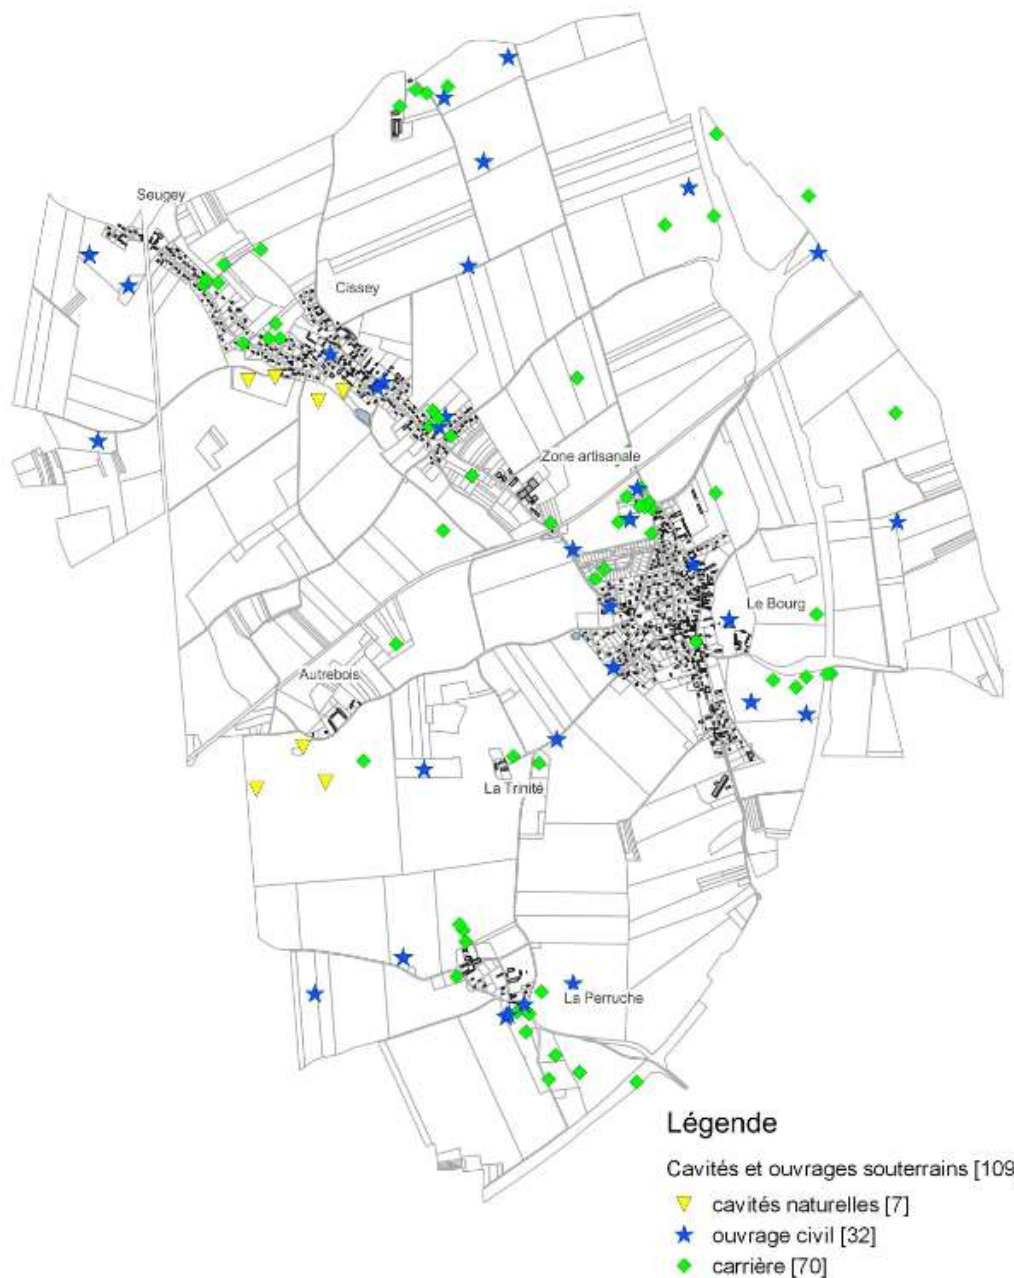 Seugey
Cissey
Zone artisanale
Le Bourg
Autrebois
La Trinité
La Perruche
Légende
Cavités et ouvrages souterrains [109
cavités naturelles [7]
ouvrage civil [32]
carrière [70]